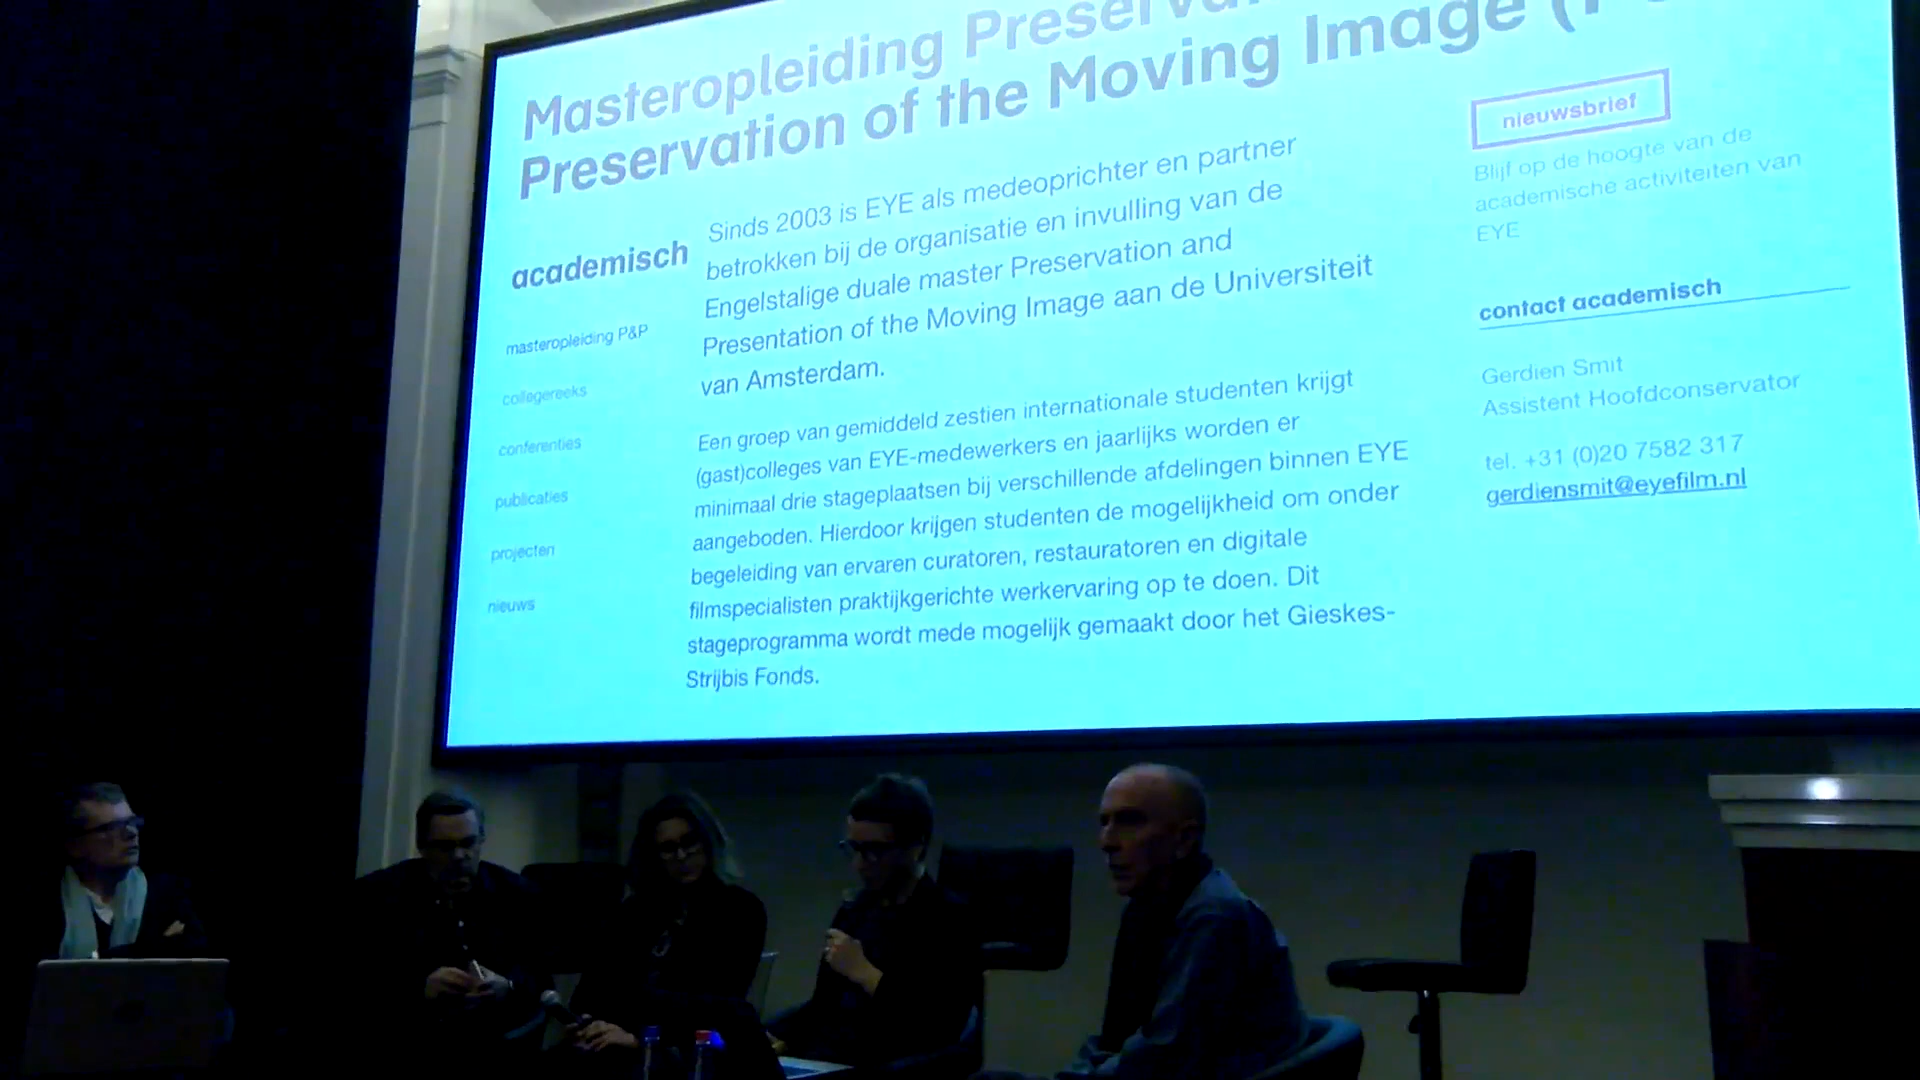 Masteropleiding
Preservation of the Moving Image
academisch
masteropleiding P&P
collegereeks
conferenties
publicaties
projecten
nieuws
Sinds 2003 is EYE als medeoprichter en partner
betrokken bij de organisatie en invulling van de
Engelstalige duale master Preservation and
Presentation of the Moving Image aan de Universiteit
van Amsterdam.
Een groep van gemiddeld zestien internationale studenten krijgt
(gast)colleges van EYE-medewerkers en jaarlijks worden er
minimaal drie stageplaatsen bij verschillende afdelingen binnen EYE
aangeboden. Hierdoor krijgen studenten de mogelijkheid om onder
begeleiding van ervaren curatoren, restauratoren en digitale
filmspecialisten praktijkgerichte werkervaring op te doen. Dit
stageprogramma wordt mede mogelijk gemaakt door het Gieskes-
Strijbis Fonds.
nieuwsbrief
Blijf op de hoogte van de
academische activiteiten van
EYE
contact academisch
Gerdien Smit
Assistent Hoofdconservator
tel. +31 (0)20 7582 317
gerdiensmit@eyefilm.nl